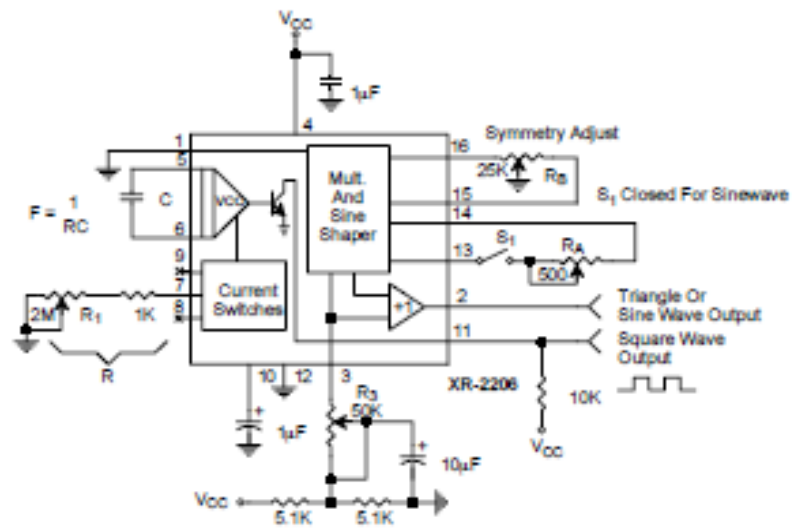 VCC
1µF
4
1
16
Symmetry Adjust
5
25K
RB
Mult.
And
Sine
Shaper
C
VCO
15
S1 Closed For Sinewave
14
F = 1
RC
6
13
S1
RA
500
9
7
8
Current
Switches
2M
R1
1K
+1
2
Triangle Or
Sine Wave Output
11
Square Wave
Output
R
10
12
3
XR-2206
10K
R3
50K
1µF
+
+
10µF
VCC
VCC
5.1K
5.1K